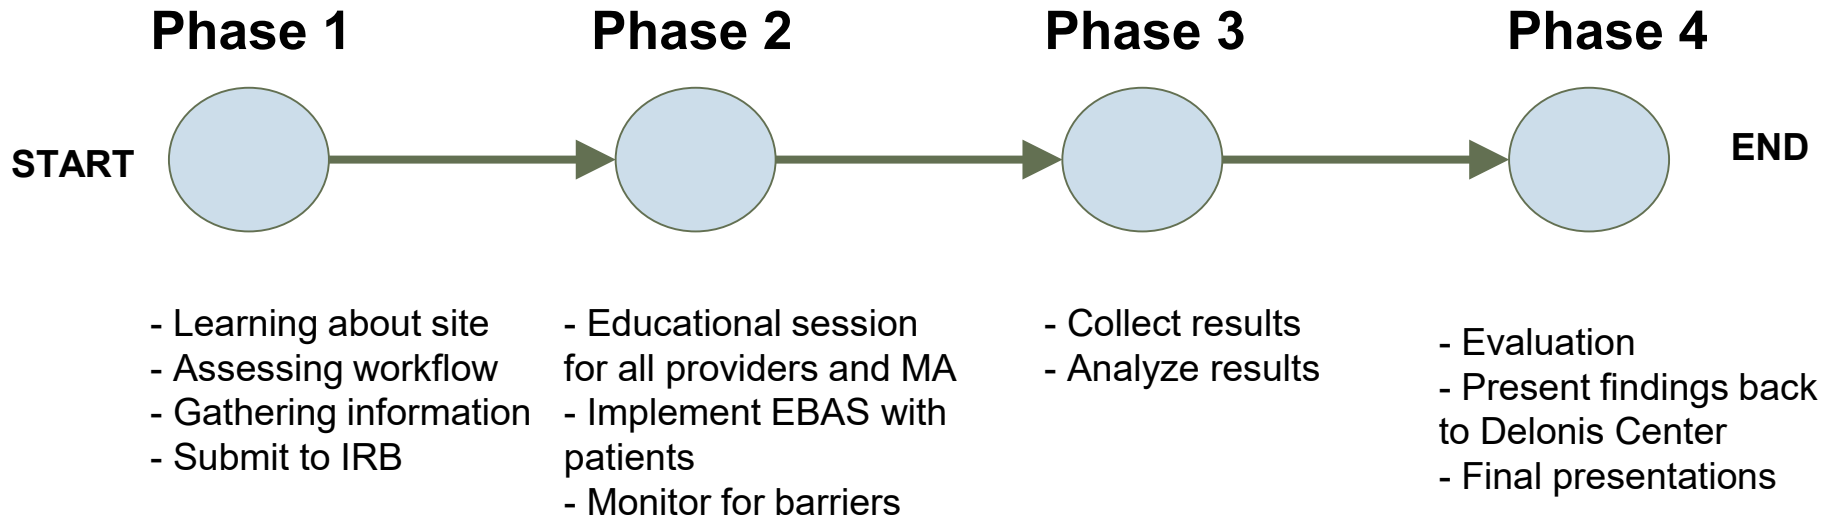 Phase 1
Phase 2
Phase 3
Phase 4
START
END
- Learning about site
- Assessing workflow
- Gathering information
- Submit to IRB
- Educational session
for all providers and MA
- Implement EBAS with
patients
- Monitor for barriers
- Collect results
- Analyze results
- Evaluation
- Present findings back
to Delonis Center
- Final presentations